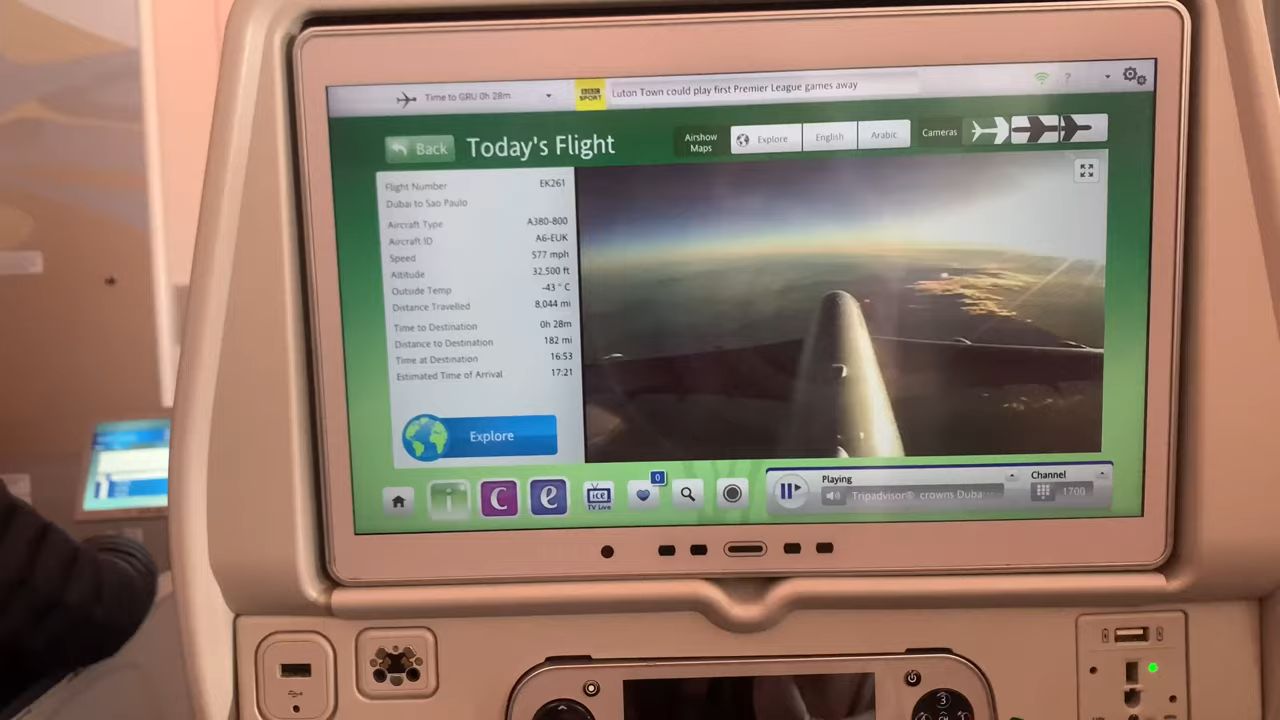 Time to GRU 0h 28m
BBC
SPORT
Luton Town could play first Premier League games away
?
Back
Today's Flight
Airshow
Maps
Explore
English
Arabic
Cameras
Flight Number EK261
Dubai to Sao Paulo
Aircraft Type A380-800
Aircraft ID A6-EUK
Speed 577 mph
Altitude 32,500 ft
Outside Temp -43 ° C
Distance Travelled 8,044 mi
Time to Destination 0h 28m
Distance to Destination 182 mi
Time at Destination 16:53
Estimated Time of Arrival 17:21
Explore
i
C
e
ice
TV Live
0
Playing
Tripadvisor® crowns Duba...
Channel
1700
3